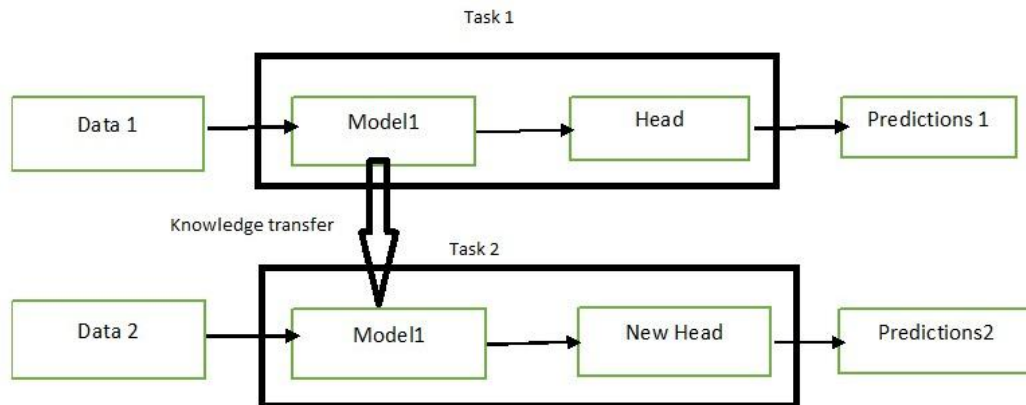 Task 1
Data 1
Model1
Head
Predictions 1
Knowledge transfer
Task 2
Data 2
Model1
New Head
Predictions2